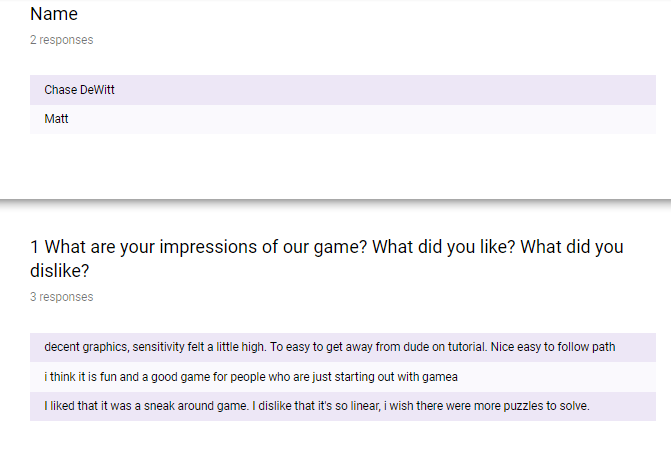 Name
2 responses
Chase DeWitt
Matt
1 What are your impressions of our game? What did you like? What did you
dislike?
3 responses
decent graphics, sensitivity felt a little high. To easy to get away from dude on tutorial. Nice easy to follow path
i think it is fun and a good game for people who are just starting out with gamea
I liked that it was a sneak around game. I dislike that it's so linear, i wish there were more puzzles to solve.